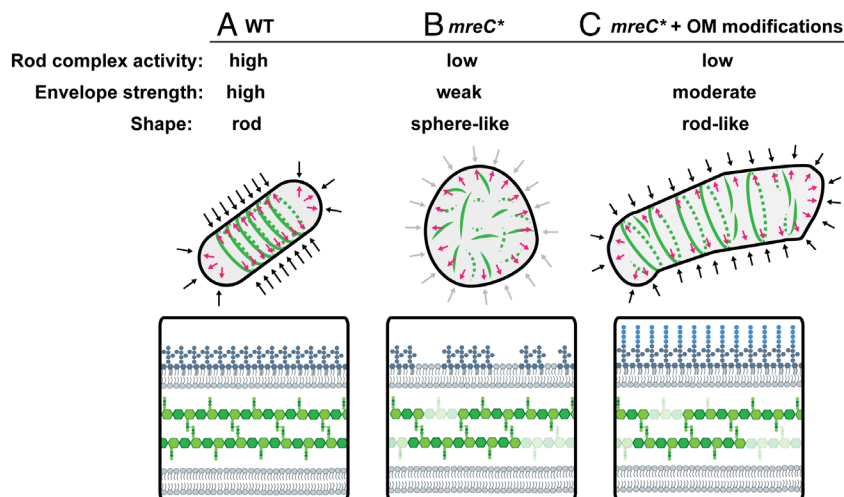 A WT B mreC* C mreC* + OM modifications
Rod complex activity: high low low
Envelope strength: high weak moderate
Shape: rod sphere-like rod-like